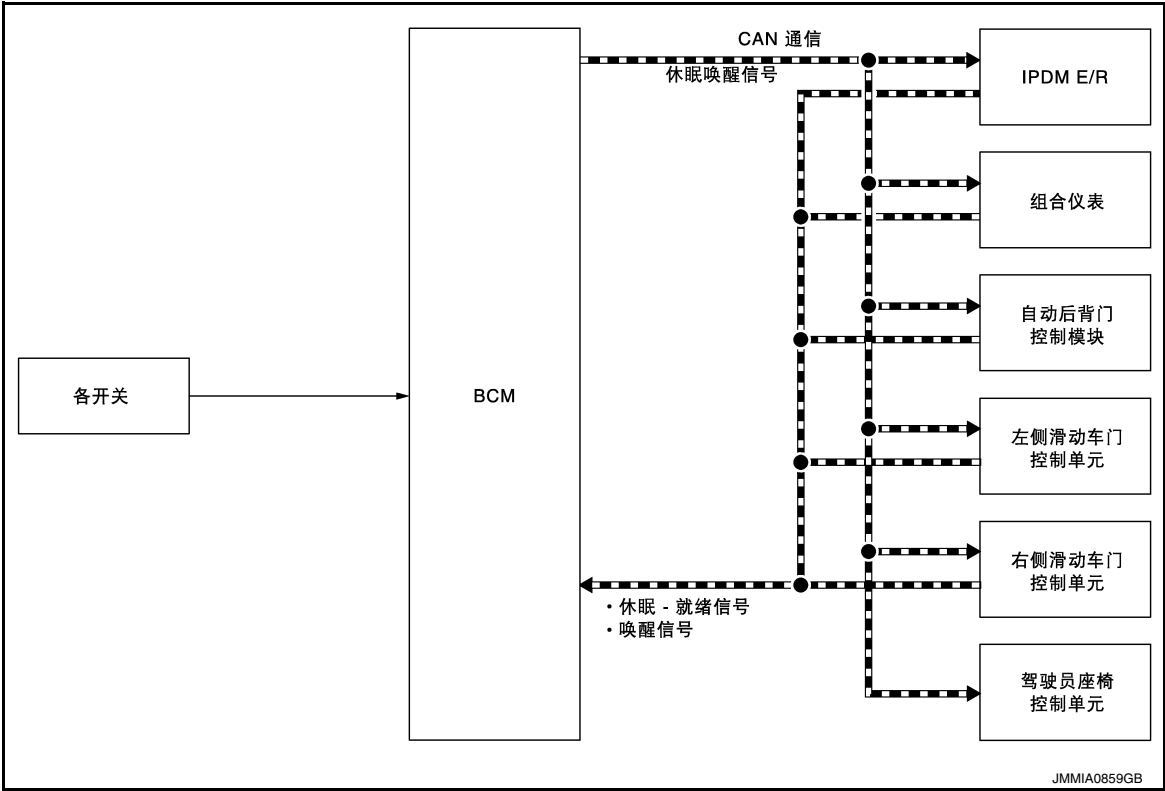 CAN 通信
休眠唤醒信号
IPDM E/R
组合仪表
自动后背门
控制模块
各开关
BCM
左侧滑动车门
控制单元
右侧滑动车门
控制单元
・休眠 - 就绪信号
・唤醒信号
驾驶员座椅
控制单元
JMMIA0859GB